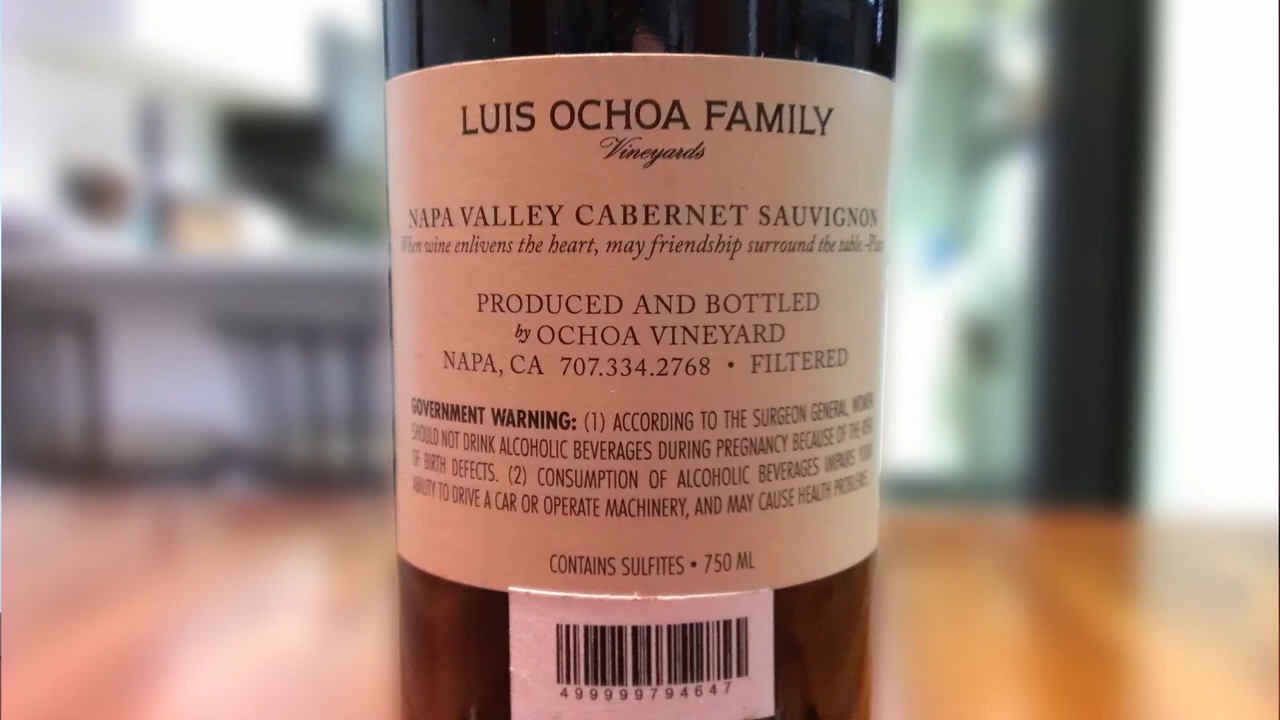 LUIS OCHOA FAMILY
Vineyards
NAPA VALLEY CABERNET SAUVIGNON
When wine enlivens the heart, may friendship surround the table.
PRODUCED AND BOTTLED
by OCHOA VINEYARD
NAPA, CA 707.334.2768 • FILTERED
GOVERNMENT WARNING: (1) ACCORDING TO THE SURGEON GENERAL, WOMEN
SHOULD NOT DRINK ALCOHOLIC BEVERAGES DURING PREGNANCY BECAUSE OF THE RISK
OF BIRTH DEFECTS. (2) CONSUMPTION OF ALCOHOLIC BEVERAGES IMPAIRS YOUR
ABILITY TO DRIVE A CAR OR OPERATE MACHINERY, AND MAY CAUSE HEALTH PROBLEMS.
CONTAINS SULFITES • 750 ML
499999794647